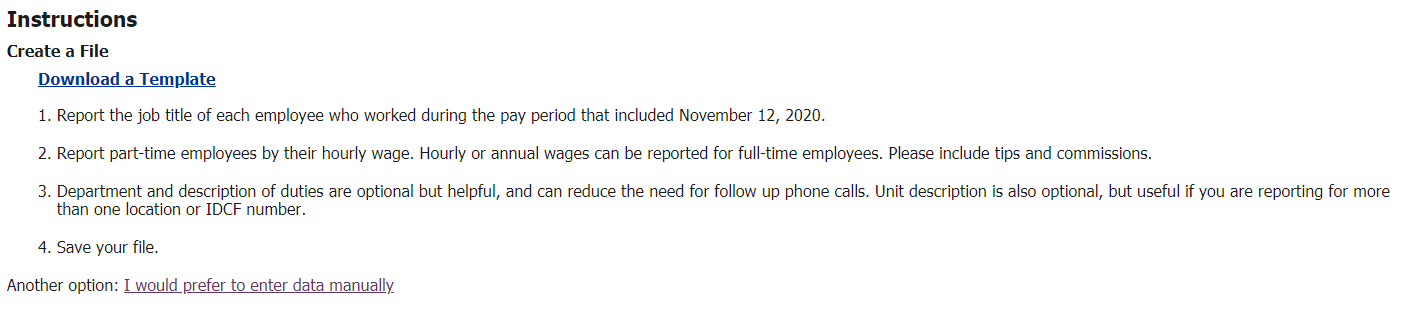 Instructions
Create a File
Download a Template
1. Report the job title of each employee who worked during the pay period that included November 12, 2020.
2. Report part-time employees by their hourly wage. Hourly or annual wages can be reported for full-time employees. Please include tips and commissions.
3. Department and description of duties are optional but helpful, and can reduce the need for follow up phone calls. Unit description is also optional, but useful if you are reporting for more
than one location or IDCF number.
4. Save your file.
Another option: I would prefer to enter data manually